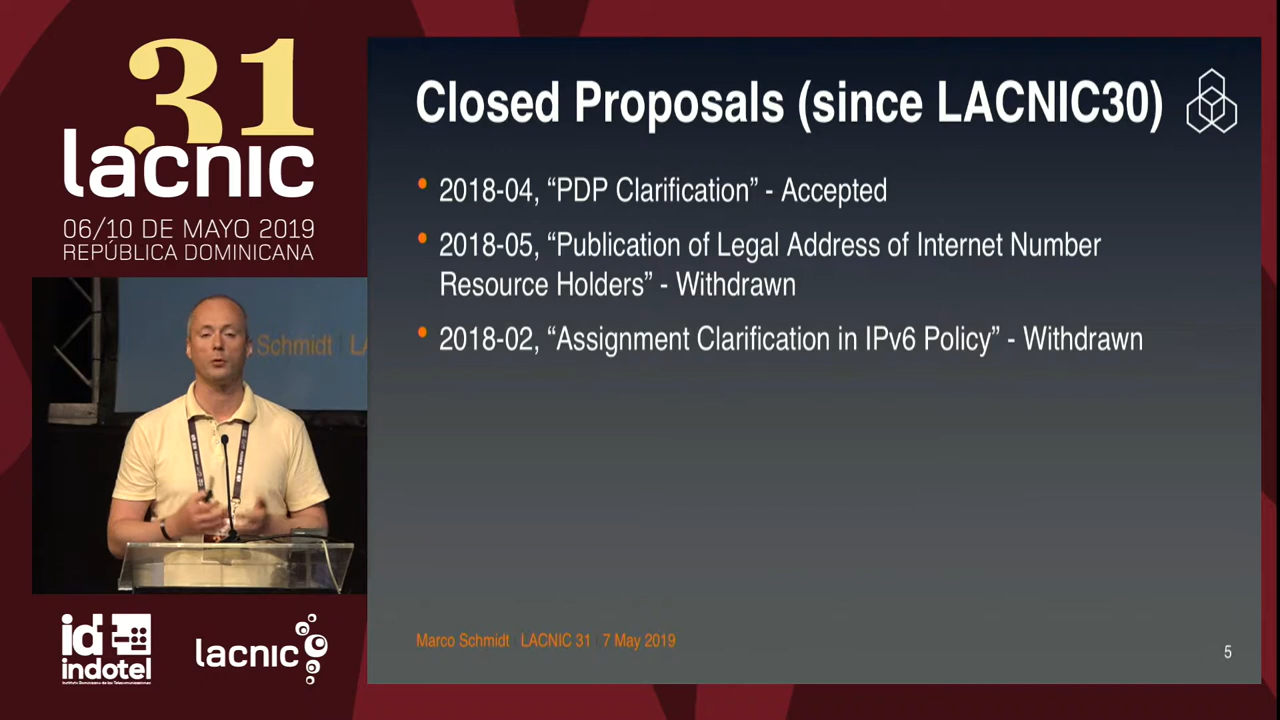 31
lacnic
06/10 DE MAYO 2019
REPÚBLICA DOMINICANA
Schmidt LA
id
indotel
lacnic
Closed Proposals (since LACNIC30)
• 2018-04, “PDP Clarification” - Accepted
• 2018-05, “Publication of Legal Address of Internet Number
Resource Holders” - Withdrawn
• 2018-02, “Assignment Clarification in IPv6 Policy” - Withdrawn
Marco Schmidt | LACNIC 31 | 7 May 2019
5